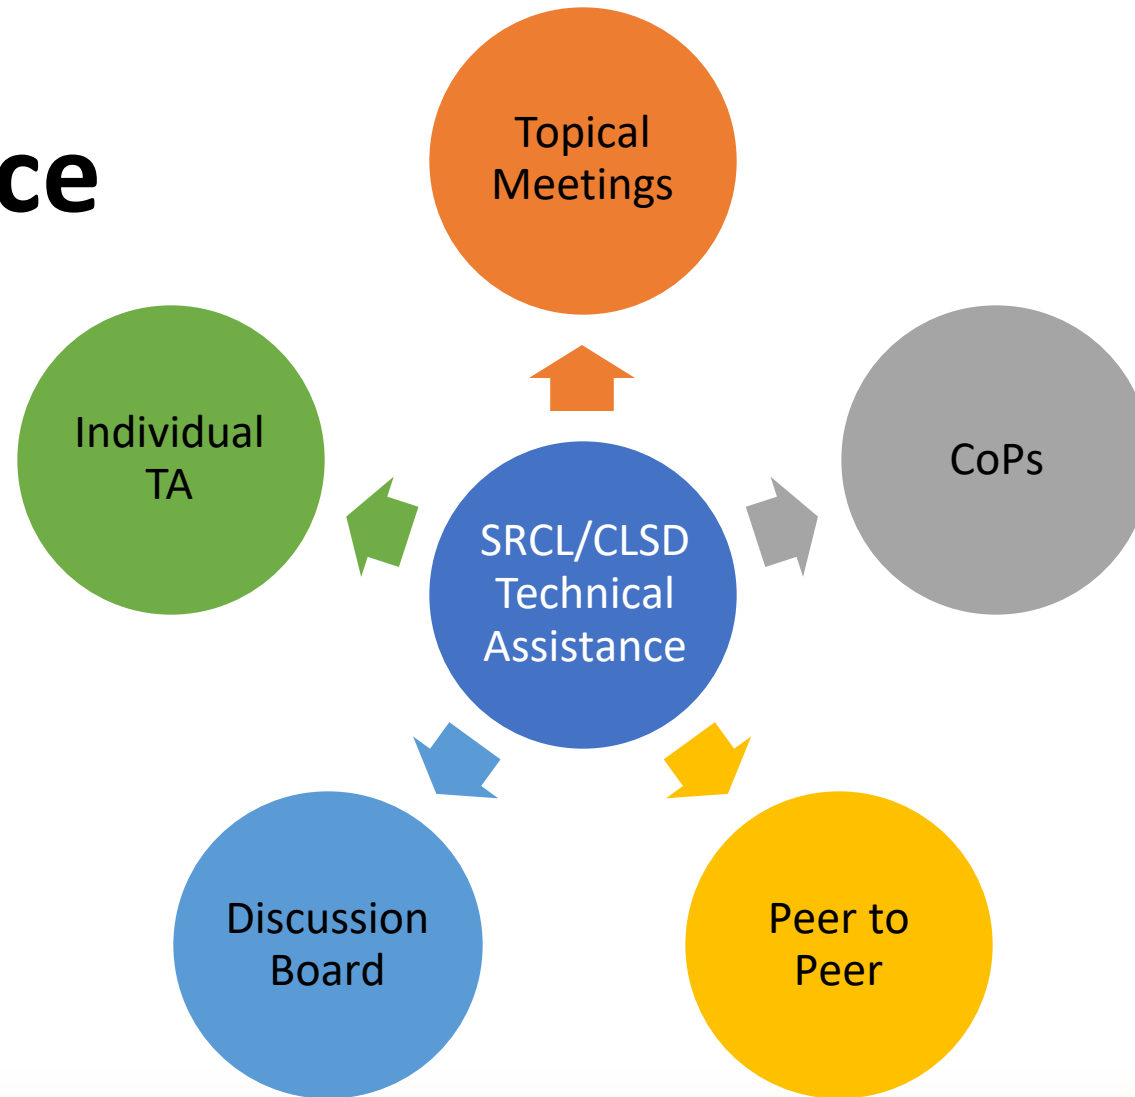 ce
Topical
Meetings
Individual
TA
CoPs
SRCL/CLSD
Technical
Assistance
Discussion
Board
Peer to
Peer